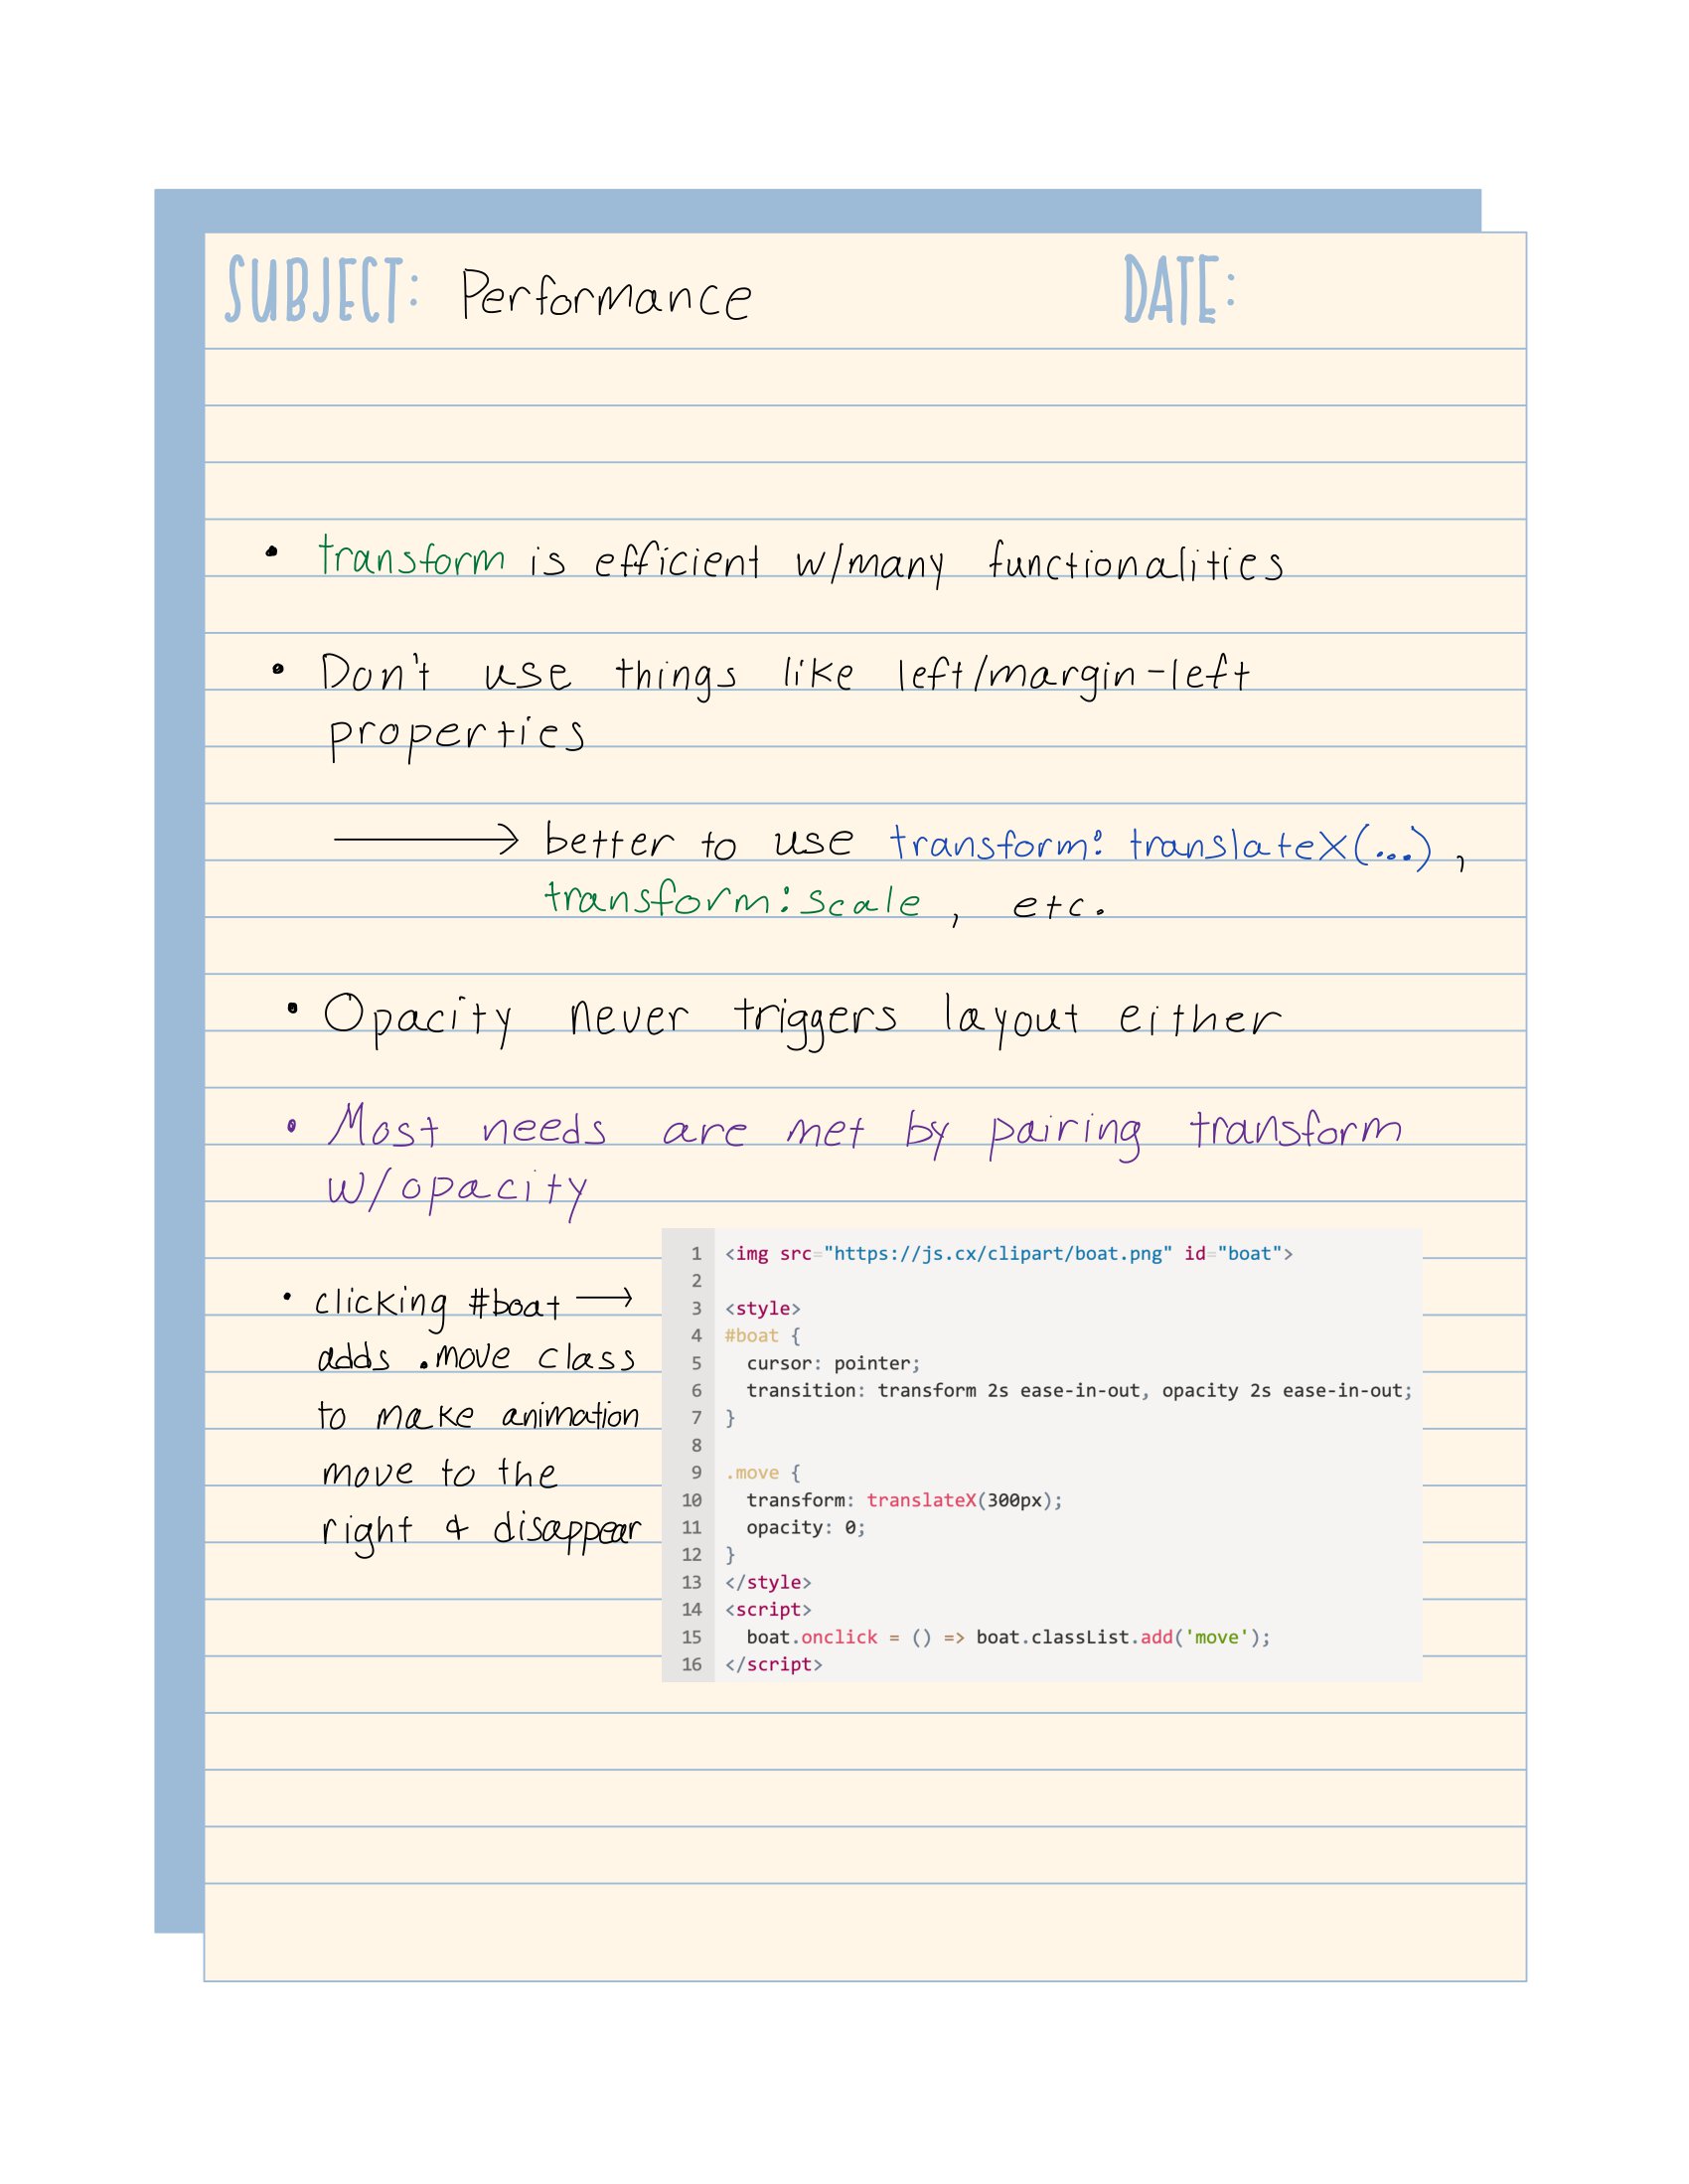 SUBJECT: Performance DATE:
• transform is efficient w/many functionalities
• Don't use things like left/margin-left
properties
⟶ better to use transform: translateX(...),
transform:scale, etc.
• Opacity never triggers layout either
• Most needs are met by pairing transform
w/opacity
• clicking #boat ⟶
adds .move class
to make animation
move to the
right & disappear
1 <img src="https://js.cx/clipart/boat.png" id="boat">
2
3 <style>
4 #boat {
5   cursor: pointer;
6   transition: transform 2s ease-in-out, opacity 2s ease-in-out;
7 }
8
9 .move {
10   transform: translateX(300px);
11   opacity: 0;
12 }
13 </style>
14 <script>
15   boat.onclick = () => boat.classList.add('move');
16 </script>